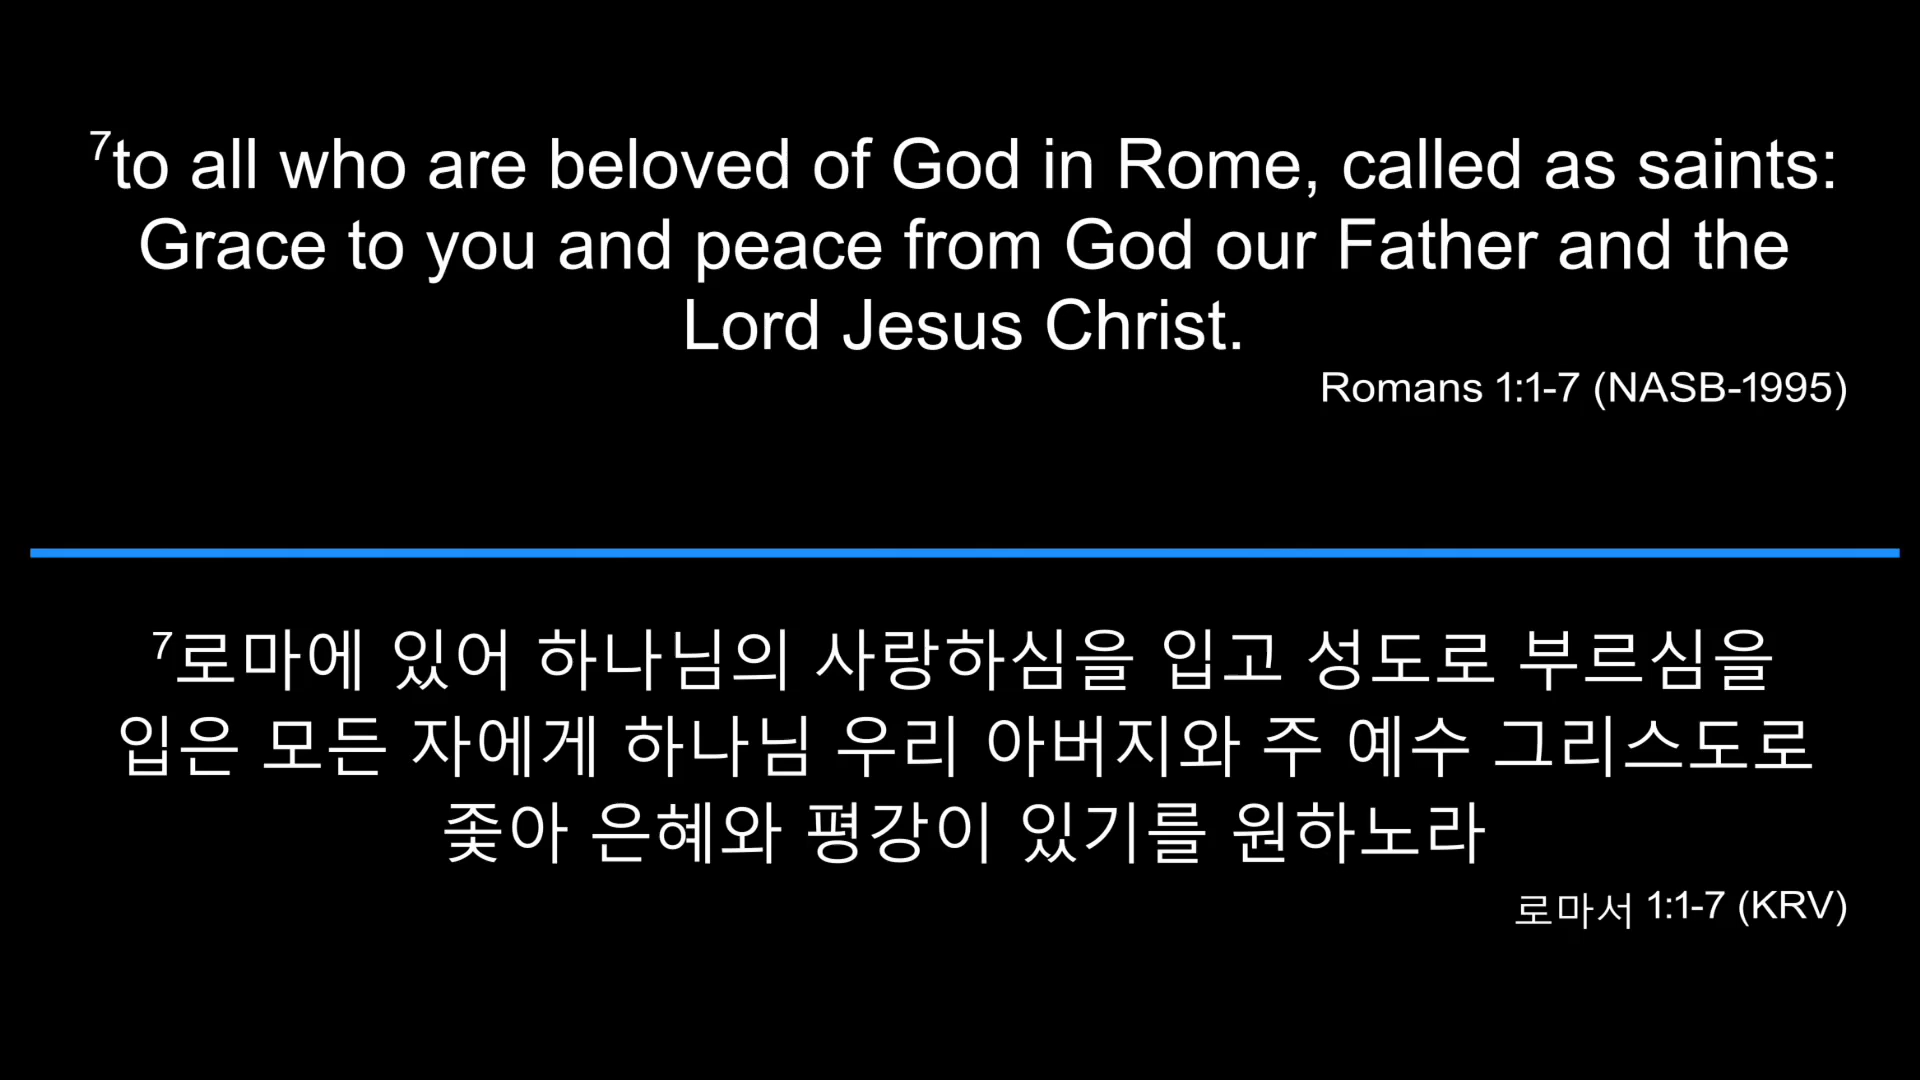 ⁷to all who are beloved of God in Rome, called as saints:
Grace to you and peace from God our Father and the
Lord Jesus Christ.
Romans 1:1-7 (NASB-1995)
⁷로마에 있어 하나님의 사랑하심을 입고 성도로 부르심을
입은 모든 자에게 하나님 우리 아버지와 주 예수 그리스도로
좇아 은혜와 평강이 있기를 원하노라
로마서 1:1-7 (KRV)